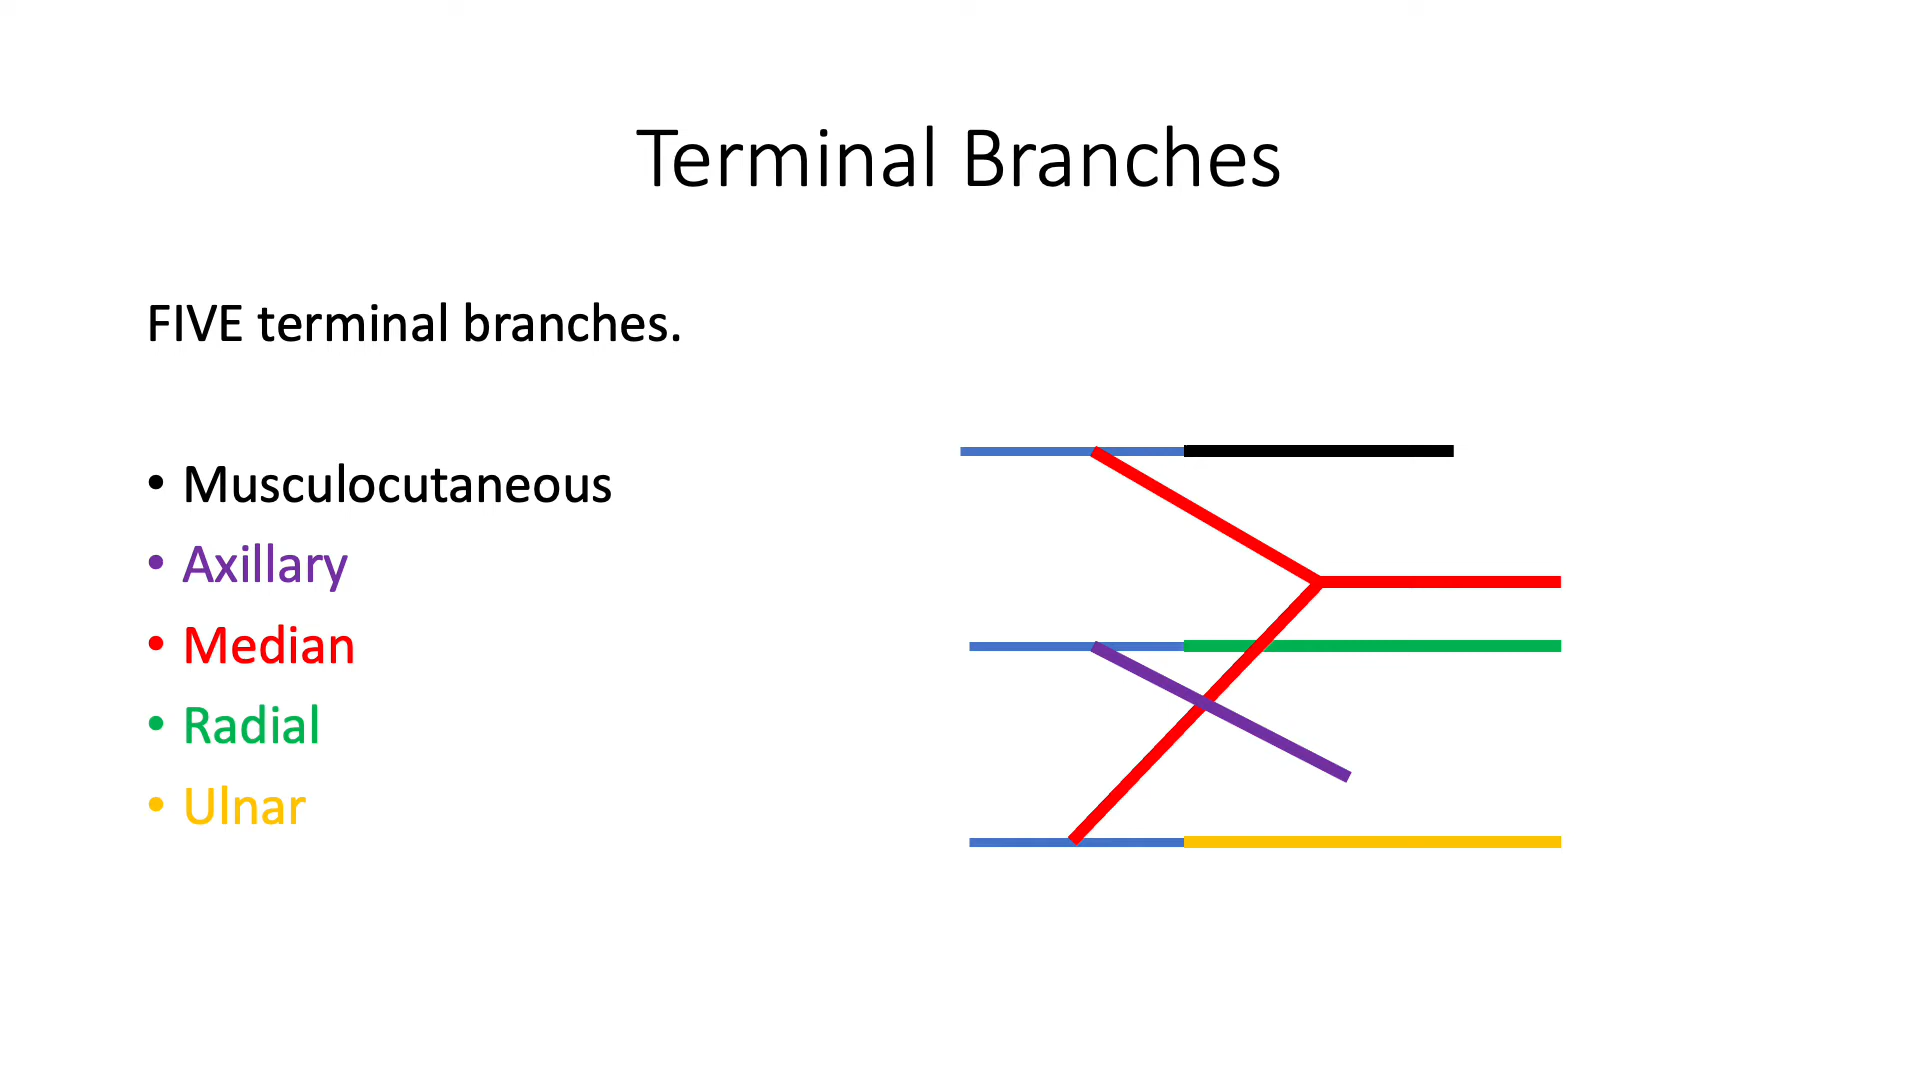 Terminal Branches
FIVE terminal branches.
• Musculocutaneous
• Axillary
• Median
• Radial
• Ulnar